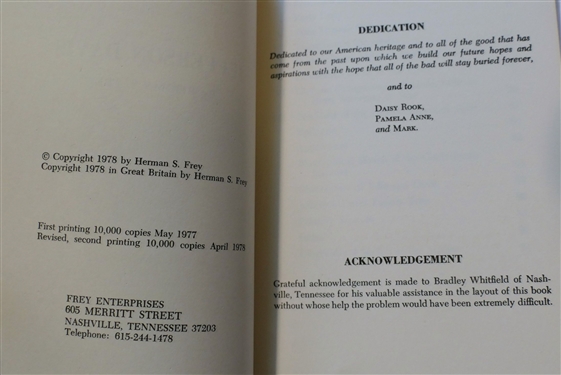 © Copyright 1978 by Herman S. Frey
Copyright 1978 in Great Britain by Herman S. Frey
First printing 10,000 copies May 1977
Revised, second printing 10,000 copies April 1978
FREY ENTERPRISES
605 MERRITT STREET
NASHVILLE, TENNESSEE 37203
Telephone: 615-244-1478
DEDICATION
Dedicated to our American heritage and to all of the good that has
come from the past upon which we build our future hopes and
aspirations with the hope that all of the bad will stay buried forever,
and to
DAISY ROOK,
PAMELA ANNE,
and MARK.
ACKNOWLEDGEMENT
Grateful acknowledgement is made to Bradley Whitfield of Nash-
ville, Tennessee for his valuable assistance in the layout of this book
without whose help the problem would have been extremely difficult.